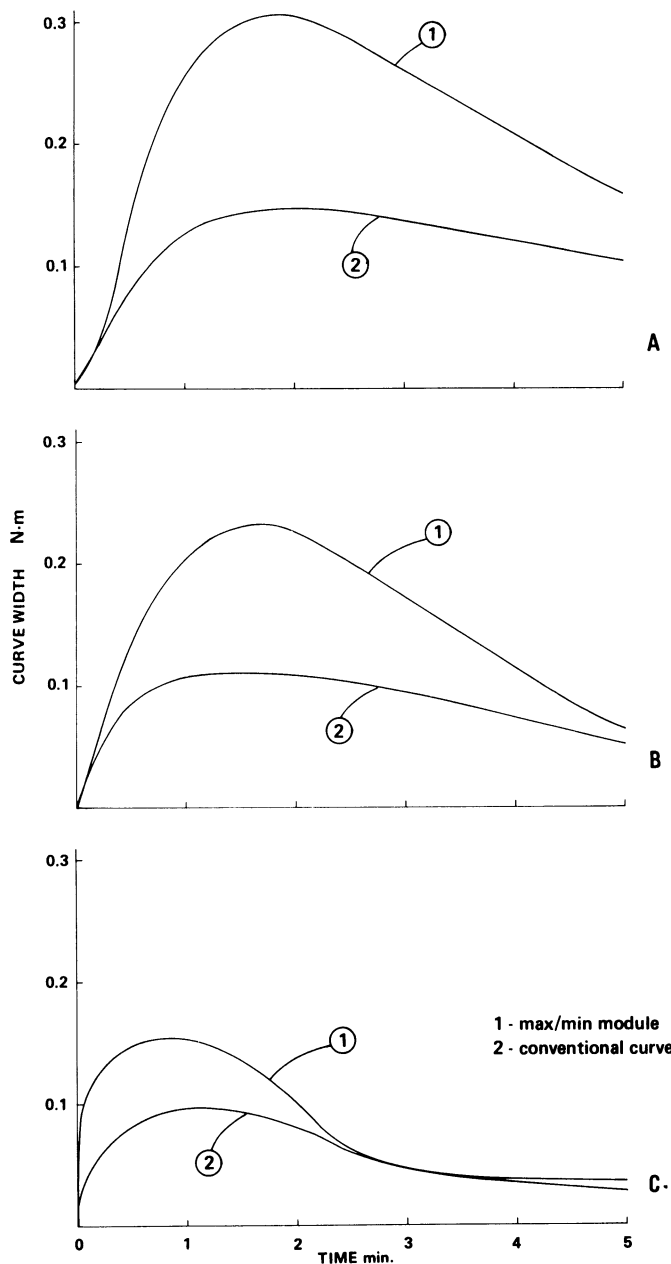 0.3
1
0.2
0.1
2
A
0.3
1
0.2
0.1
2
B
CURVE WIDTH N·m
0.3
0.2
1 - max/min module
2 - conventional curve
1
0.1
2
C.
0 1 2 3 4 5
TIME min.